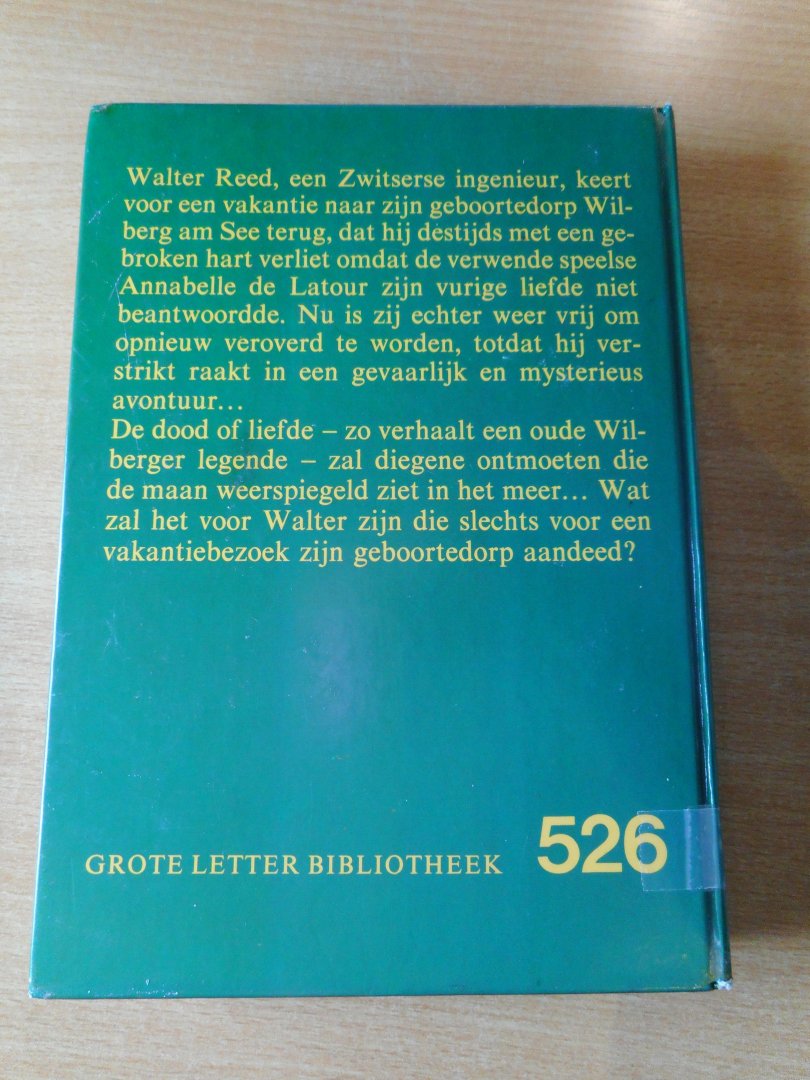 Walter Reed, een Zwitserse ingenieur, keert
voor een vakantie naar zijn geboortedorp Wil-
berg am See terug, dat hij destijds met een ge-
broken hart verliet omdat de verwende speelse
Annabelle de Latour zijn vurige liefde niet
beantwoordde. Nu is zij echter weer vrij om
opnieuw veroverd te worden, totdat hij ver-
strikt raakt in een gevaarlijk en mysterieus
avontuur...
De dood of liefde – zo verhaalt een oude Wil-
berger legende – zal diegene ontmoeten die
de maan weerspiegeld ziet in het meer... Wat
zal het voor Walter zijn die slechts voor een
vakantiebezoek zijn geboortedorp aandeed?
GROTE LETTER BIBLIOTHEEK 526